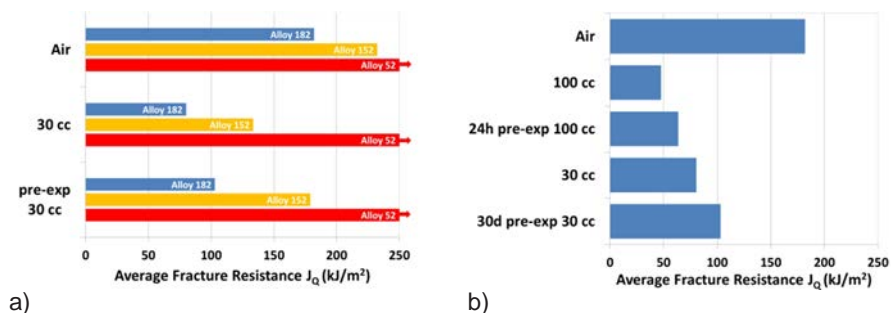 Air
Alloy 182
Alloy 152
Alloy 52
30 cc
Alloy 182
Alloy 152
Alloy 52
pre-exp
30 cc
Alloy 182
Alloy 152
Alloy 52
0 50 100 150 200 250
Average Fracture Resistance J_Q (kJ/m²)
a)
Air
100 cc
24h pre-exp 100 cc
30 cc
30d pre-exp 30 cc
0 50 100 150 200 250
Average Fracture Resistance J_Q (kJ/m²)
b)